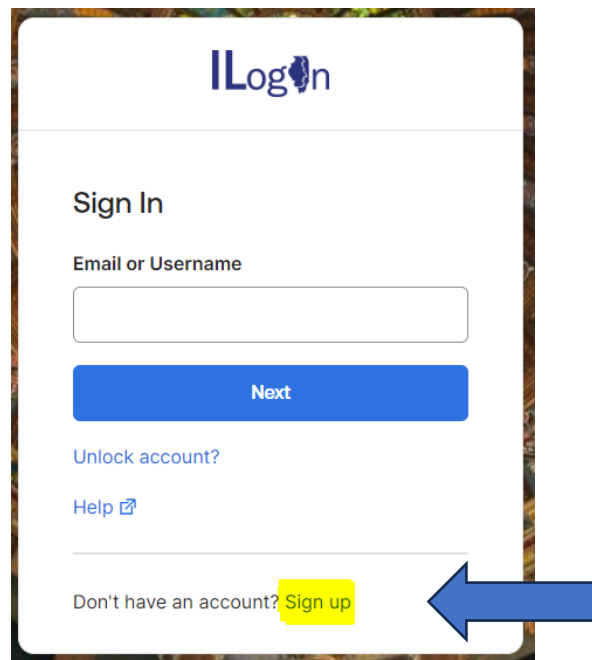 ILogIn
Sign In
Email or Username
Next
Unlock account?
Help
Don't have an account? Sign up